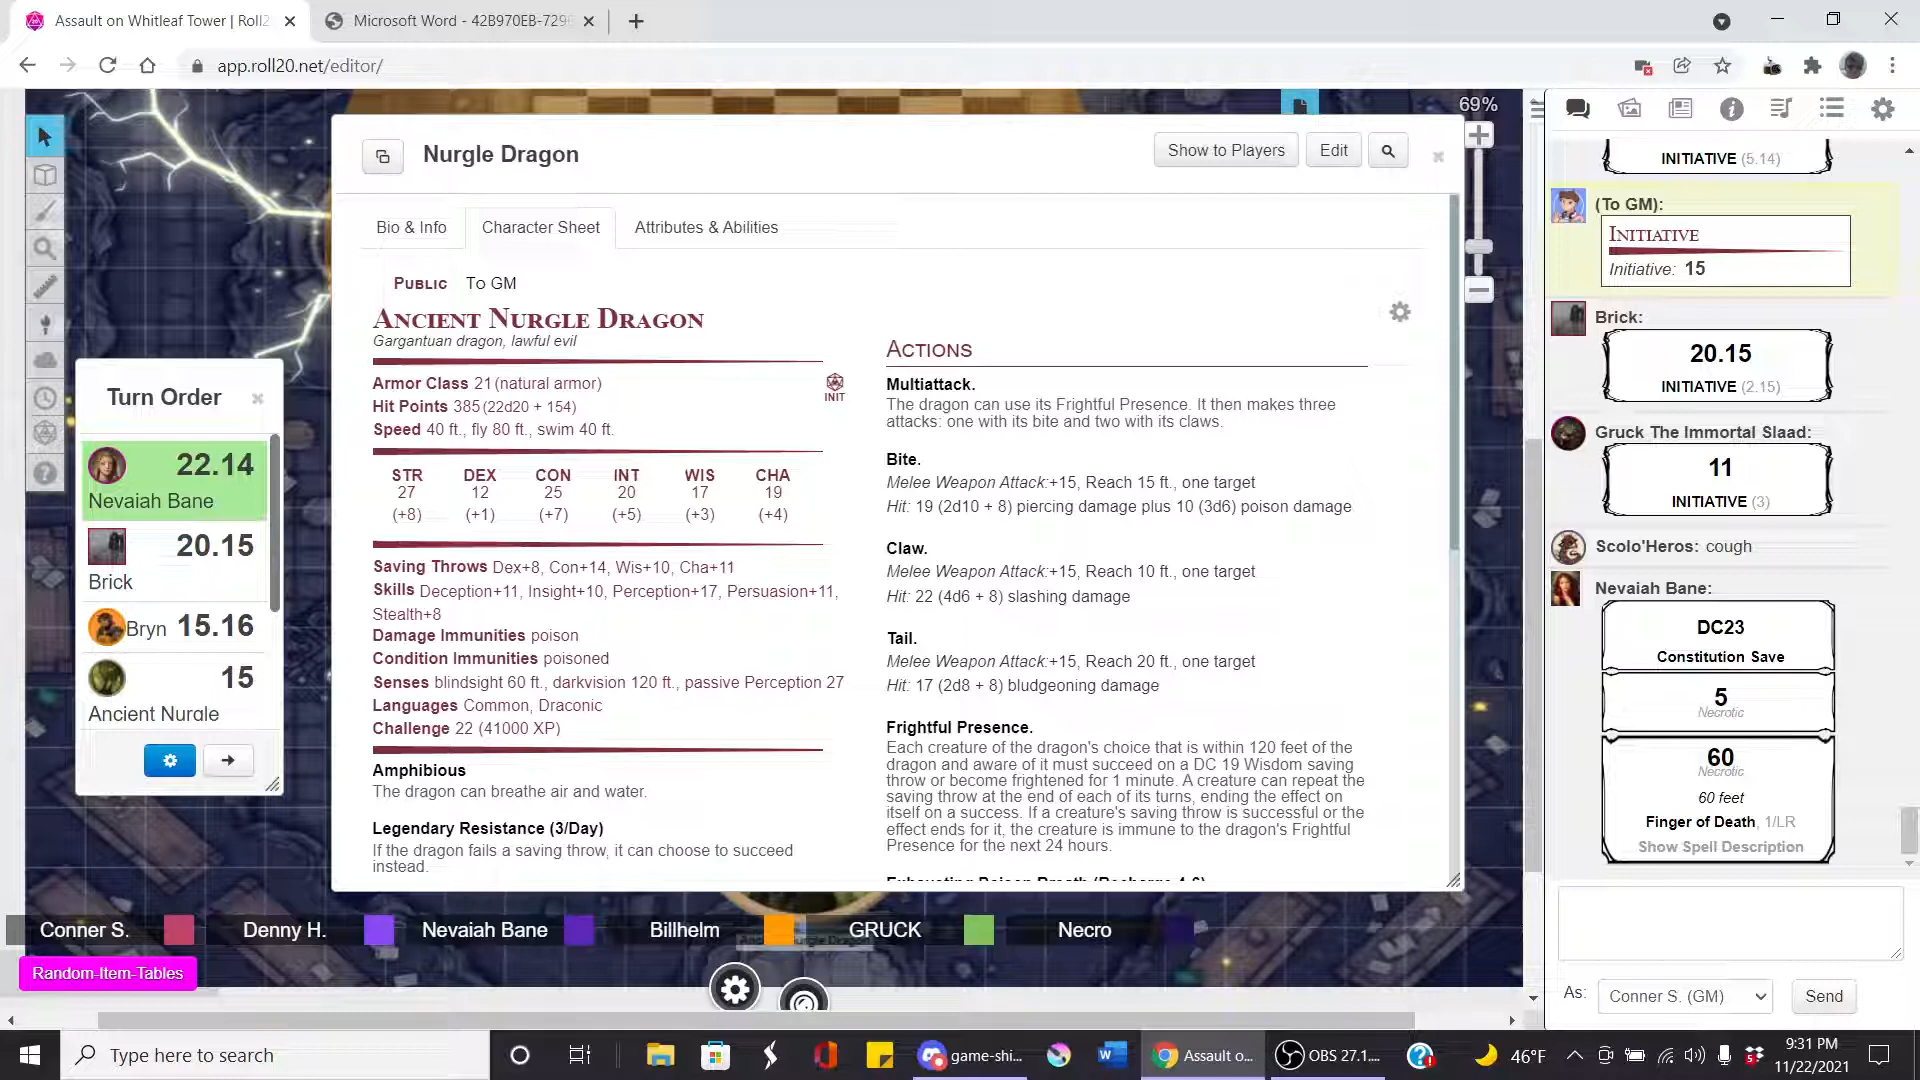 Assault on Whitleaf Tower | Roll2
Microsoft Word - 42B970EB-729E
app.roll20.net/editor/
69%
Nurgle Dragon
Show to Players
Edit
Bio & Info
Character Sheet
Attributes & Abilities
PUBLIC
TO GM
ANCIENT NURGLE DRAGON
Gargantuan dragon, lawful evil
Armor Class 21 (natural armor)
Hit Points 385 (22d20 + 154)
Speed 40 ft., fly 80 ft., swim 40 ft.
INIT
STR DEX CON INT WIS CHA
27 12 25 20 17 19
(+8) (+1) (+7) (+5) (+3) (+4)
Saving Throws Dex+8, Con+14, Wis+10, Cha+11
Skills Deception+11, Insight+10, Perception+17, Persuasion+11,
Stealth+8
Damage Immunities poison
Condition Immunities poisoned
Senses blindsight 60 ft., darkvision 120 ft., passive Perception 27
Languages Common, Draconic
Challenge 22 (41000 XP)
Amphibious
The dragon can breathe air and water.
Legendary Resistance (3/Day)
If the dragon fails a saving throw, it can choose to succeed
instead.
ACTIONS
Multiattack.
The dragon can use its Frightful Presence. It then makes three
attacks: one with its bite and two with its claws.
Bite.
Melee Weapon Attack:+15, Reach 15 ft., one target
Hit: 19 (2d10 + 8) piercing damage plus 10 (3d6) poison damage
Claw.
Melee Weapon Attack:+15, Reach 10 ft., one target
Hit: 22 (4d6 + 8) slashing damage
Tail.
Melee Weapon Attack:+15, Reach 20 ft., one target
Hit: 17 (2d8 + 8) bludgeoning damage
Frightful Presence.
Each creature of the dragon's choice that is within 120 feet of the
dragon and aware of it must succeed on a DC 19 Wisdom saving
throw or become frightened for 1 minute. A creature can repeat the
saving throw at the end of each of its turns, ending the effect on
itself on a success. If a creature's saving throw is successful or the
effect ends for it, the creature is immune to the dragon's Frightful
Presence for the next 24 hours.
Exhausting Poison Breath (Recharge 4-6)
Turn Order
22.14
Nevaiah Bane
20.15
Brick
Bryn 15.16
15
Ancient Nurgle
INITIATIVE (5.14)
(To GM):
INITIATIVE
Initiative: 15
Brick:
20.15
INITIATIVE (2.15)
Gruck The Immortal Slaad:
11
INITIATIVE (3)
Scolo'Heros: cough
Nevaiah Bane:
DC23
Constitution Save
5
Necrotic
60
Necrotic
60 feet
Finger of Death, 1/LR
Show Spell Description
As:
Conner S. (GM)
Send
Conner S.
Denny H.
Nevaiah Bane
Billhelm
GRUCK
Necro
Random-Item-Tables
Type here to search
game-shi...
Assault o...
OBS 27.1....
46°F
9:31 PM
11/22/2021